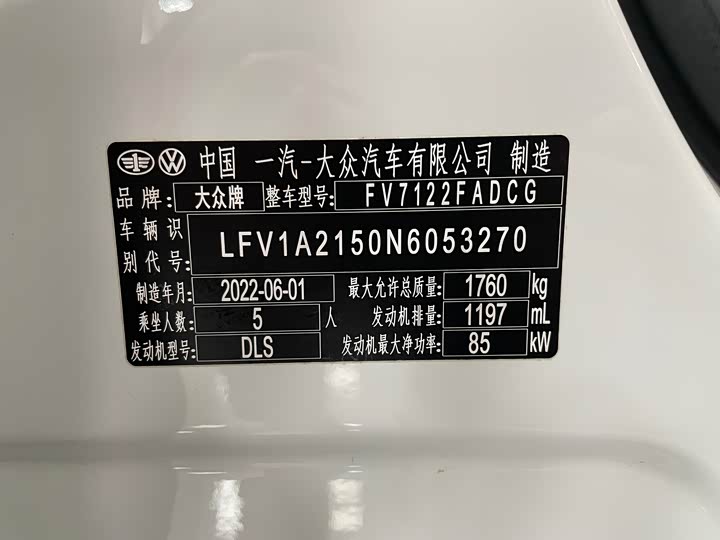 中国 一汽-大众汽车有限公司 制造
品牌: 大众牌 整车型号: FV7122FADCG
车辆识别代号: LFV1A2150N6053270
制造年月: 2022-06-01 最大允许总质量: 1760 kg
乘坐人数: 5 人 发动机排量: 1197 mL
发动机型号: DLS 发动机最大净功率: 85 kW